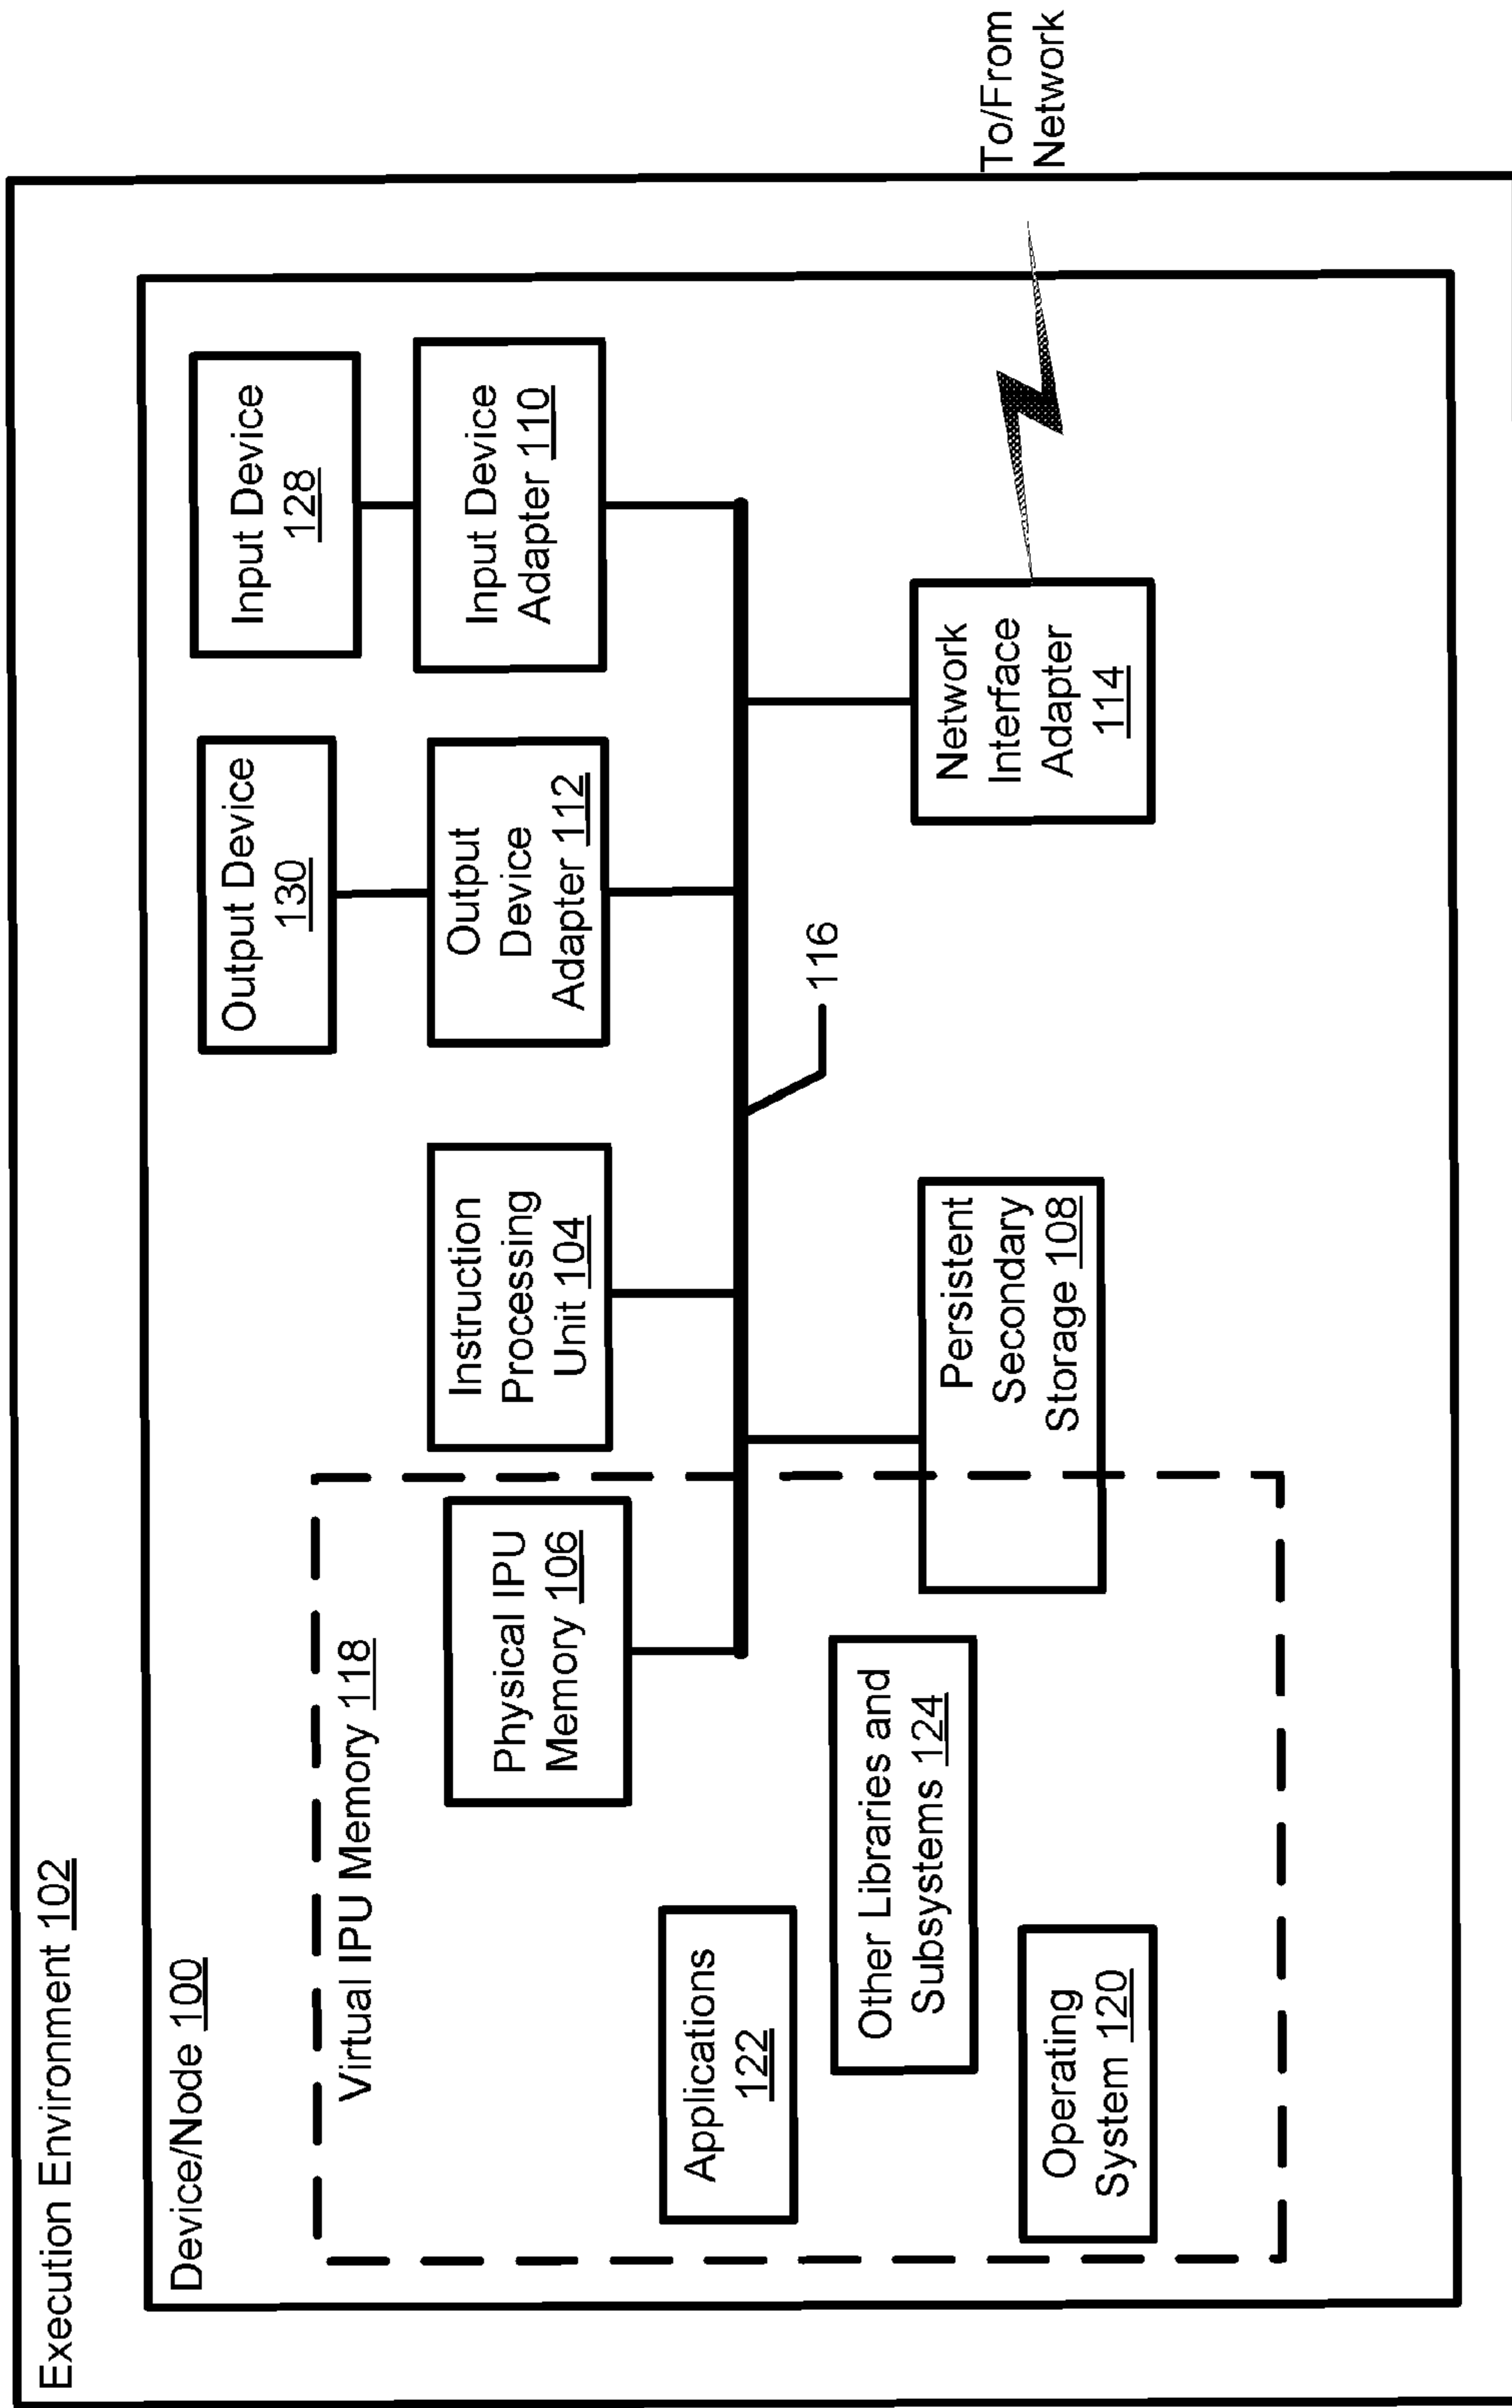 Execution Environment 102
Device/Node 100
Virtual IPU Memory 118
Physical IPU
Memory 106
Instruction
Processing
Unit 104
Output Device
130
Output
Device
Adapter 112
Input Device
128
Input Device
Adapter 110
Applications
122
Other Libraries and
Subsystems 124
Operating
System 120
Persistent
Secondary
Storage 108
116
Network
Interface
Adapter
114
To/From
Network